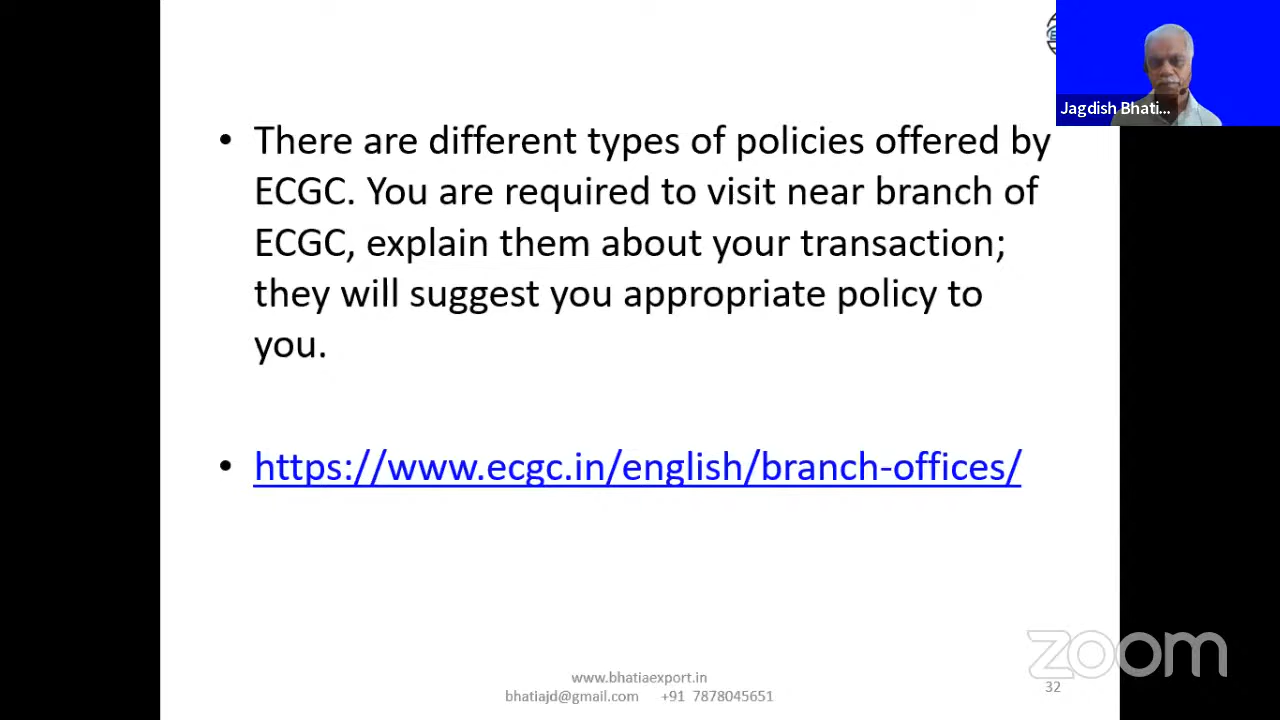 • There are different types of policies offered by
ECGC. You are required to visit near branch of
ECGC, explain them about your transaction;
they will suggest you appropriate policy to
you.
• https://www.ecgc.in/english/branch-offices/
Jagdish Bhati...
www.bhatiaexport.in
bhatiajd@gmail.com +91 7878045651
32
zoom